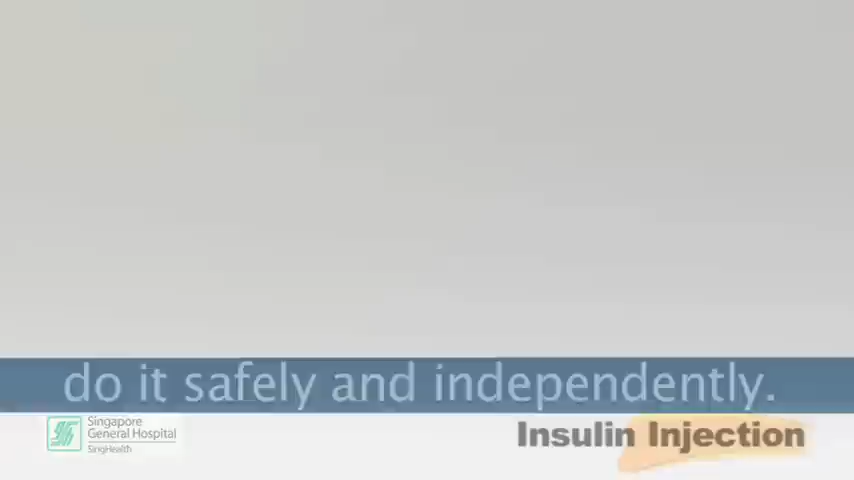 do it safely and independently.
Singapore
General Hospital
SingHealth
Insulin Injection